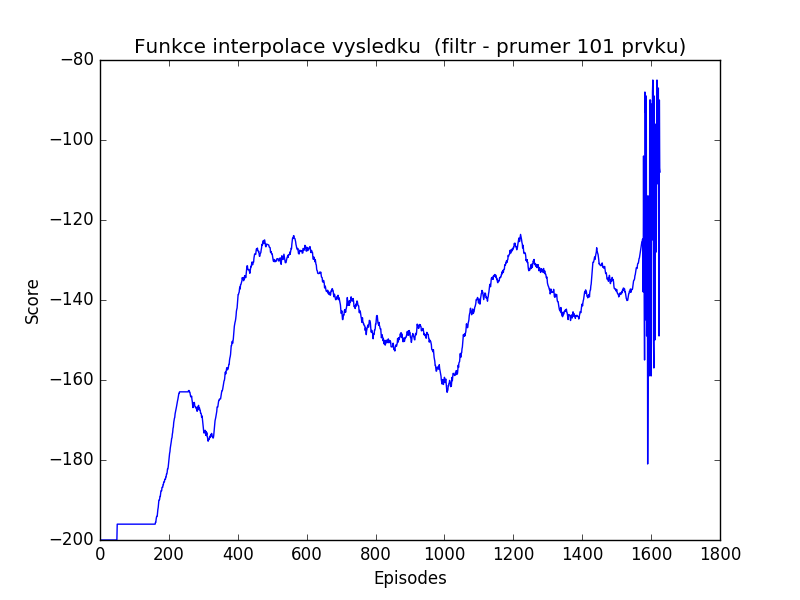 Funkce interpolace vysledku  (filtr - prumer 101 prvku)
−80
−100
−120
−140
−160
−180
−200
Score
0 200 400 600 800 1000 1200 1400 1600 1800
Episodes